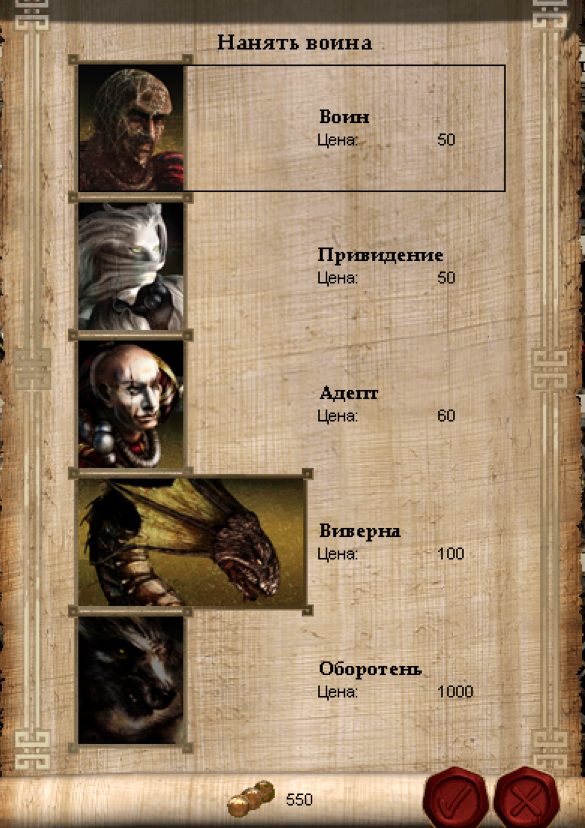 Нанять воина
Воин
Цена: 50
Привидение
Цена: 50
Адепт
Цена: 60
Виверна
Цена: 100
Оборотень
Цена: 1000
550